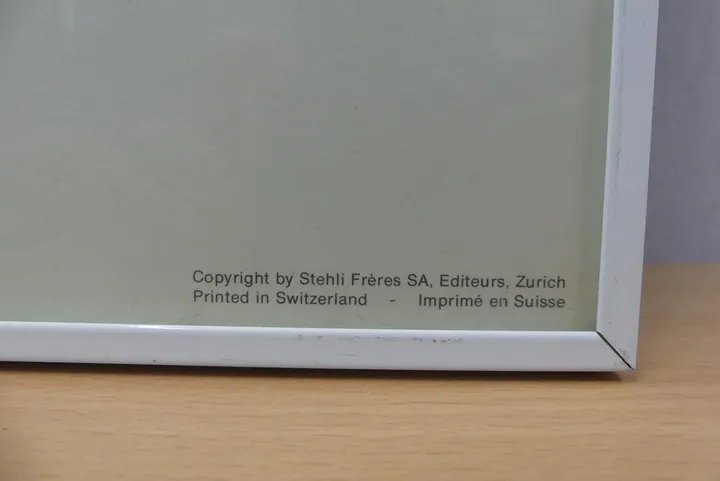 Copyright by Stehli Frères SA, Editeurs, Zurich
Printed in Switzerland - Imprimé en Suisse